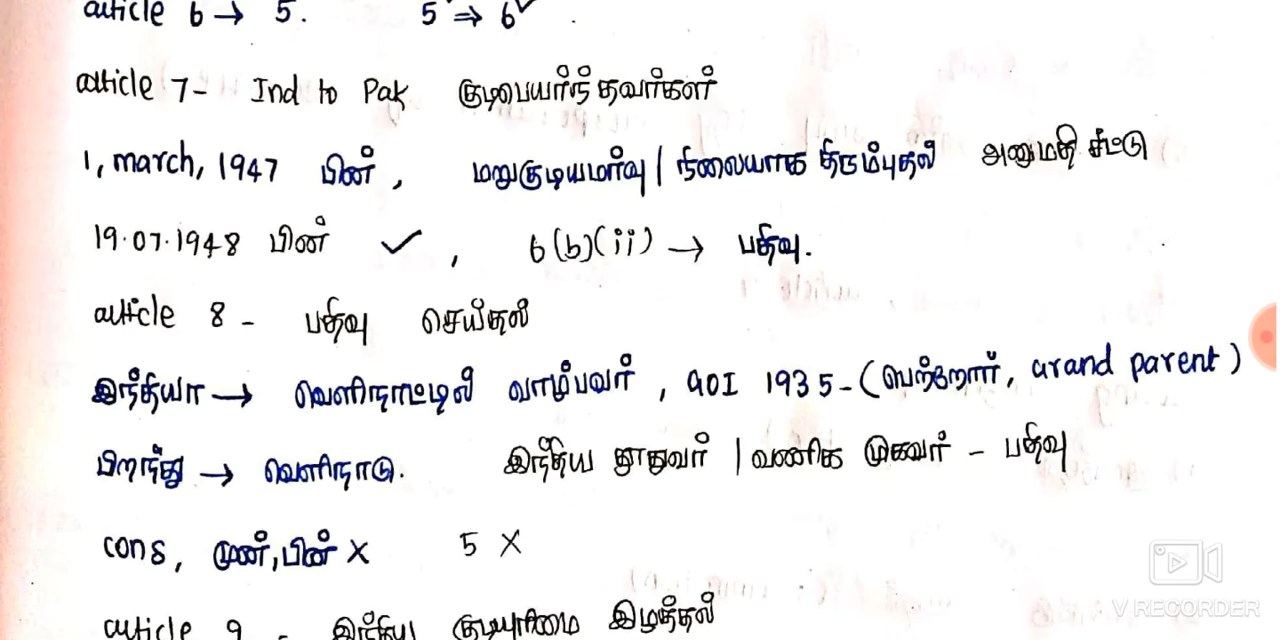 article 6 → 5. 5 ⇒ 6 ✓
article 7 - Ind to Pak குடிபெயர்ந்தவர்கள்
1, march, 1947 பின், மறுகுடியமர்வு | நிலையாக திரும்புதல் அனுமதி சீட்டு
19.07.1948 பின் ✓, 6(b)(ii) → பதிவு.
article 8 - பதிவு செய்தல்
இந்தியா → வெளிநாட்டில் வாழ்பவர், GOI 1935 - (பெற்றோர், Grand parent)
பிறந்து → வெளிநாடு. இந்திய தூதுவர் | வணிக முகவர் - பதிவு
cons, முன், பின் X 5 X
article 9 - இந்திய குடியுரிமை இழத்தல்
V RECORDER